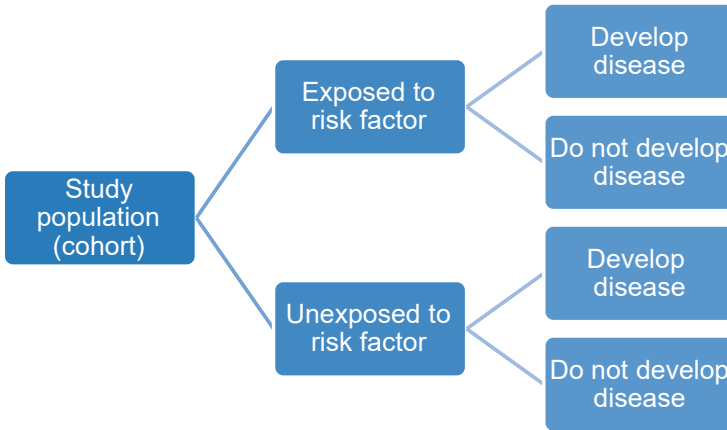 Study
population
(cohort)
Exposed to
risk factor
Unexposed to
risk factor
Develop
disease
Do not develop
disease
Develop
disease
Do not develop
disease